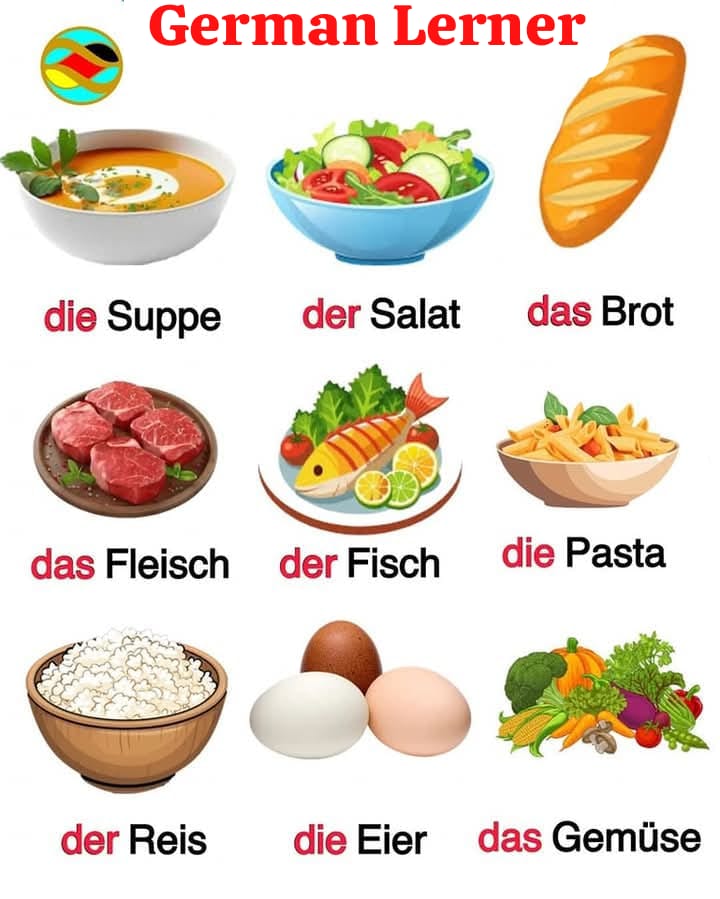 German Lerner
die Suppe
der Salat
das Brot
das Fleisch
der Fisch
die Pasta
der Reis
die Eier
das Gemüse